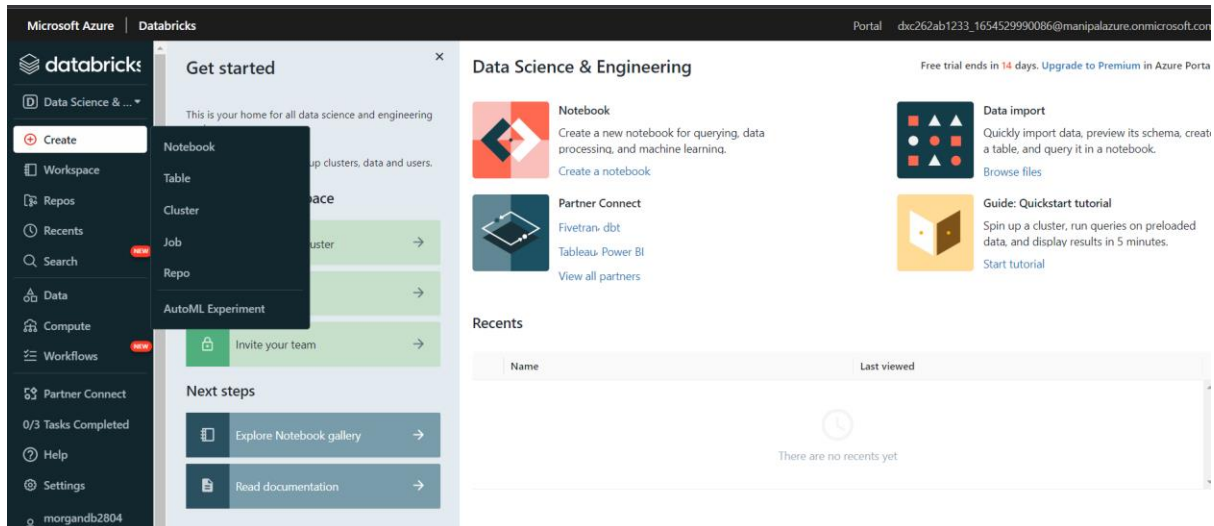 Microsoft Azure | Databricks
Portal dxc262ab1233_1654529990086@manipalazure.onmicrosoft.com
databricks
D Data Science & ...
Create
Workspace
Repos
Recents
Search
NEW
Data
Compute
Workflows
NEW
Partner Connect
0/3 Tasks Completed
Help
Settings
morgandb2804
Notebook
Table
Cluster
Job
Repo
AutoML Experiment
Get started
This is your home for all data science and engineering
up clusters, data and users.
Invite your team
Next steps
Explore Notebook gallery
Read documentation
Data Science & Engineering
Free trial ends in 14 days. Upgrade to Premium in Azure Porta
Notebook
Create a new notebook for querying, data
processing, and machine learning.
Create a notebook
Partner Connect
Fivetran, dbt
Tableau, Power BI
View all partners
Data import
Quickly import data, preview its schema, create
a table, and query it in a notebook.
Browse files
Guide: Quickstart tutorial
Spin up a cluster, run queries on preloaded
data, and display results in 5 minutes.
Start tutorial
Recents
Name Last viewed
There are no recents yet